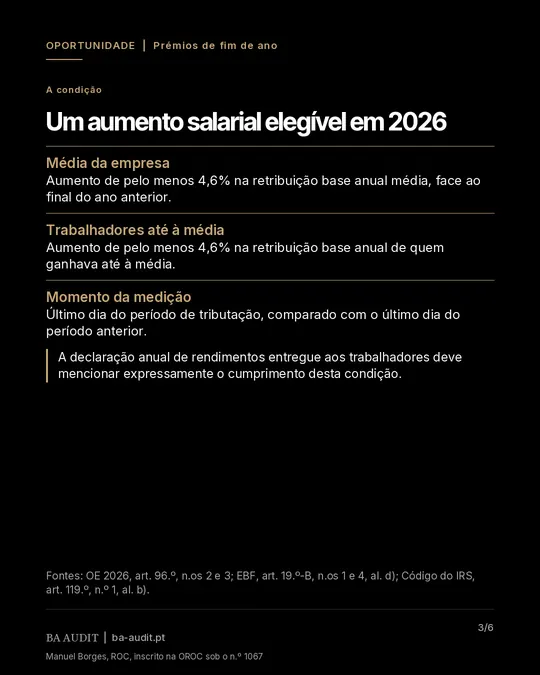 OPORTUNIDADE | Prémios de fim de ano
A condição
Um aumento salarial elegível em 2026
Média da empresa
Aumento de pelo menos 4,6% na retribuição base anual média, face ao
final do ano anterior.
Trabalhadores até à média
Aumento de pelo menos 4,6% na retribuição base anual de quem
ganhava até à média.
Momento da medição
Último dia do período de tributação, comparado com o último dia do
período anterior.
A declaração anual de rendimentos entregue aos trabalhadores deve
mencionar expressamente o cumprimento desta condição.
Fontes: OE 2026, art. 96.º, n.os 2 e 3; EBF, art. 19.º-B, n.os 1 e 4, al. d); Código do IRS,
art. 119.º, n.º 1, al. b).
3/6
BA AUDIT | ba-audit.pt
Manuel Borges, ROC, inscrito na OROC sob o n.º 1067